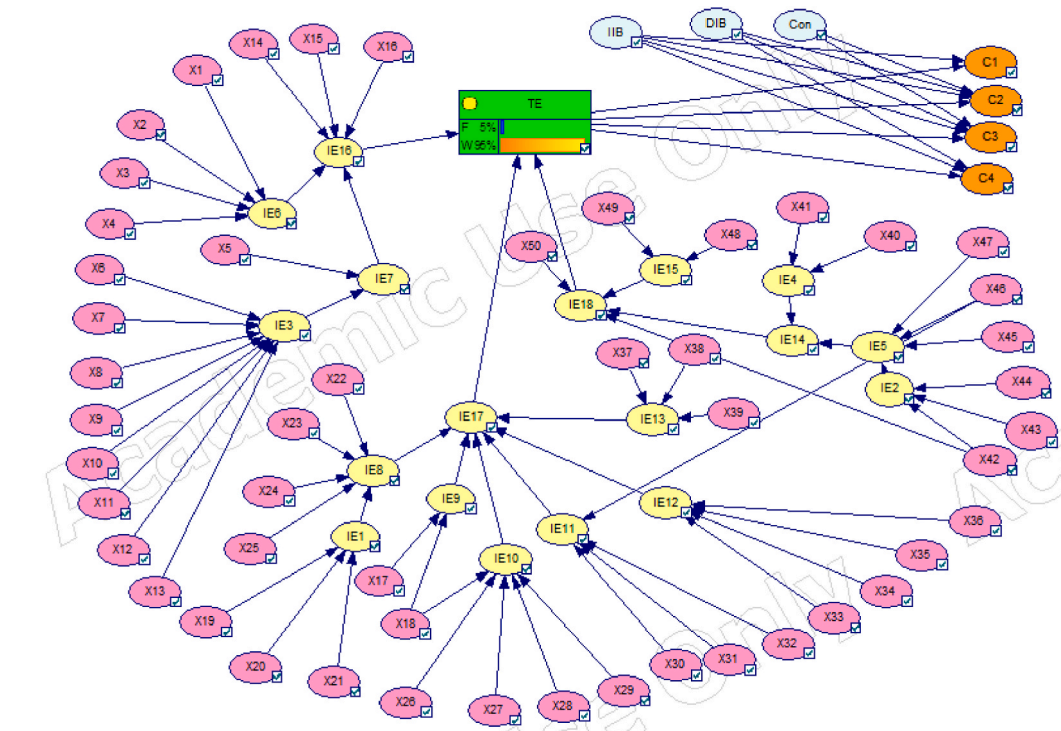 X14
X15
X16
X1
X2
X3
X4
IE16
IE6
X5
IE7
X6
X7
IE3
X8
X9
X10
X11
X12
X13
X22
X23
X24
X25
IE8
IE1
X19
X20
X21
TE
F 5%
W 95%
IIB
DIB
Con
C1
C2
C3
C4
X49
X48
X50
IE15
IE18
X41
X40
IE4
IE14
X47
X46
IE5
X45
IE2
X44
X43
X42
X37
X38
X39
IE13
IE17
IE9
X17
X18
IE10
IE11
IE12
X26
X27
X28
X29
X30
X31
X32
X33
X34
X35
X36
Academic Use Only
Use Only
Ac